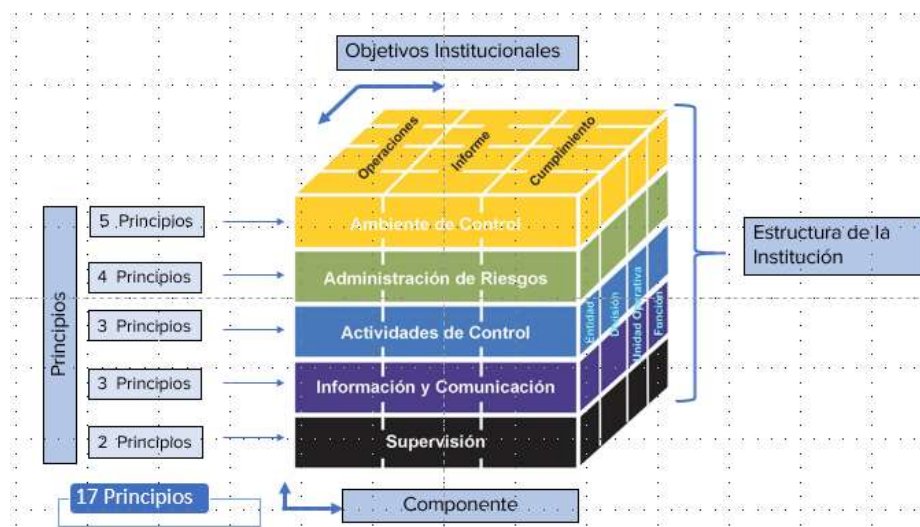 Objetivos Institucionales
Operaciones
Informe
Cumplimiento
Principios
5 Principios
Ambiente de Control
4 Principios
Administración de Riesgos
3 Principios
Actividades de Control
3 Principios
Información y Comunicación
2 Principios
Supervisión
Entidad
División
Unidad Operativa
Función
Estructura de la
Institución
17 Principios
Componente